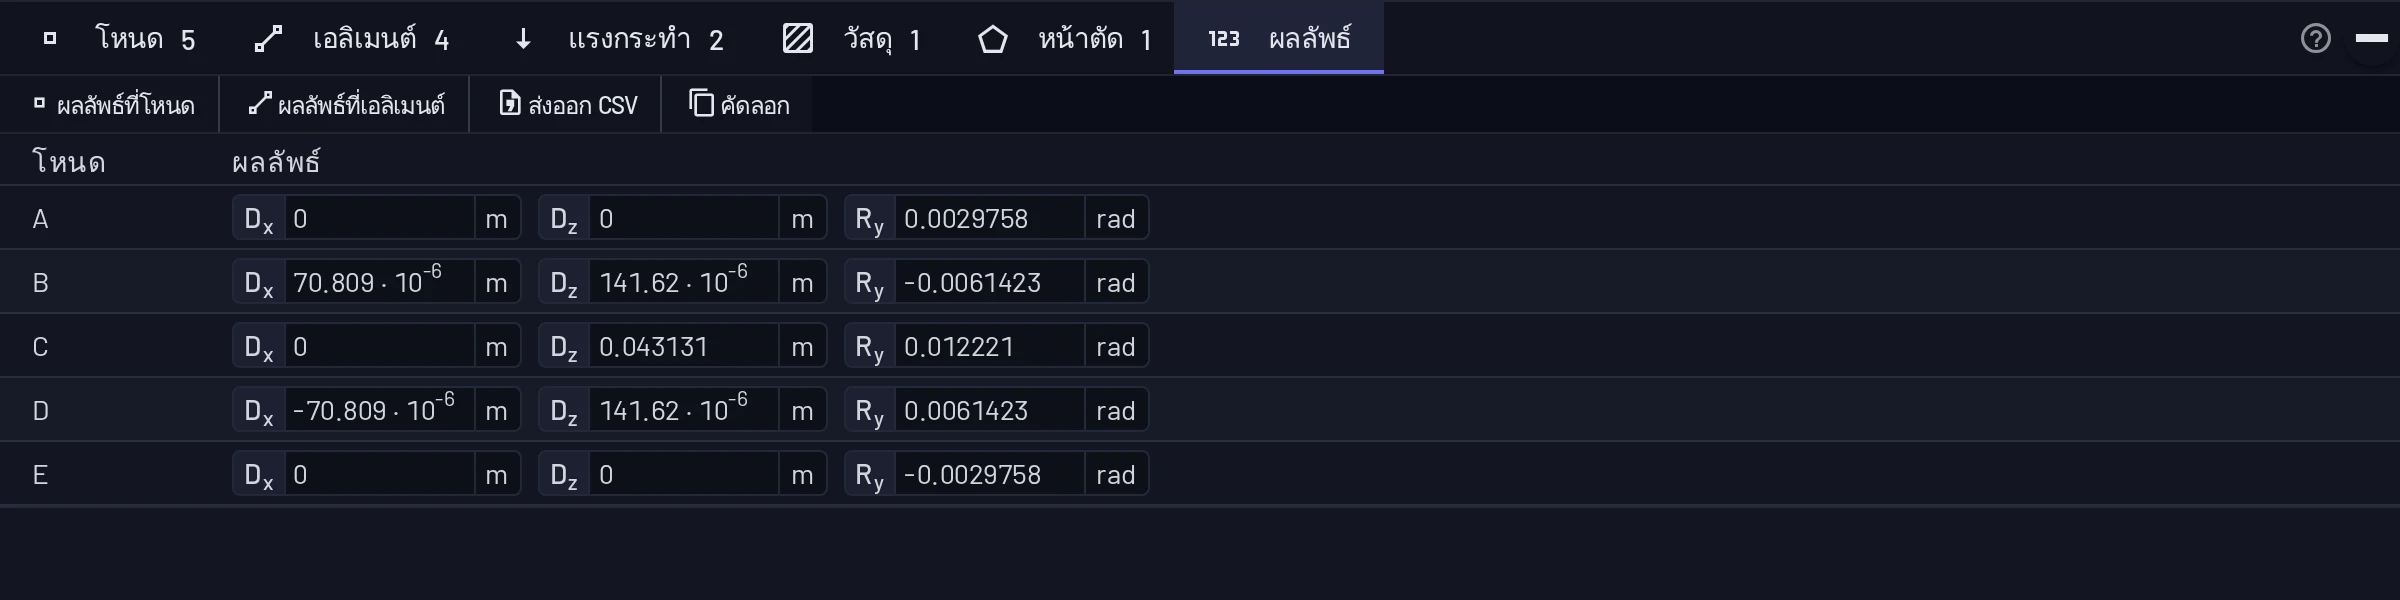 โหนด 5 เอลิเมนต์ 4 แรงกระทำ 2 วัสดุ 1 หน้าตัด 1 123 ผลลัพธ์
ผลลัพธ์ที่โหนด ผลลัพธ์ที่เอลิเมนต์ ส่งออก CSV คัดลอก
โหนด ผลลัพธ์
A Dx 0 m Dz 0 m Ry 0.0029758 rad
B Dx 70.809 · 10⁻⁶ m Dz 141.62 · 10⁻⁶ m Ry -0.0061423 rad
C Dx 0 m Dz 0.043131 m Ry 0.012221 rad
D Dx -70.809 · 10⁻⁶ m Dz 141.62 · 10⁻⁶ m Ry 0.0061423 rad
E Dx 0 m Dz 0 m Ry -0.0029758 rad